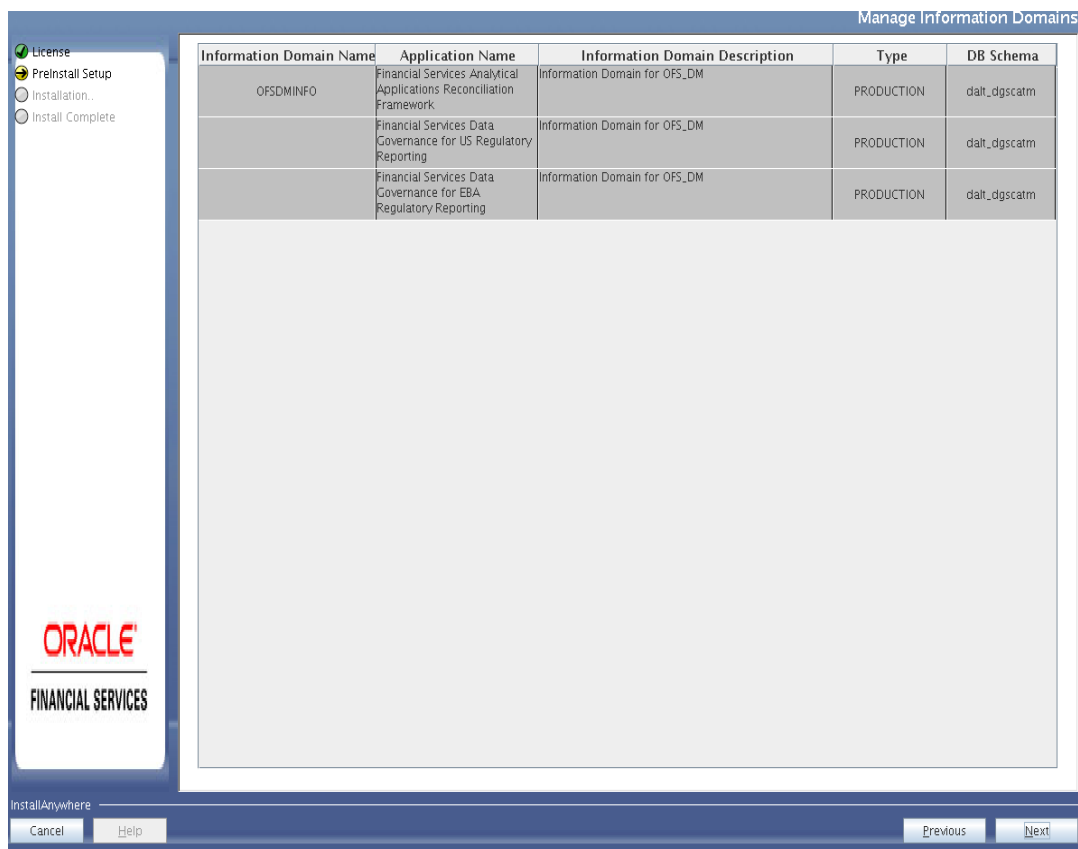 Manage Information Domains
License
PreInstall Setup
Installation..
Install Complete
Information Domain Name Application Name Information Domain Description Type DB Schema
OFSDMINFO
Financial Services Analytical
Applications Reconciliation
Framework
Information Domain for OFS_DM
PRODUCTION
dalt_dgscatm
Financial Services Data
Governance for US Regulatory
Reporting
Information Domain for OFS_DM
PRODUCTION
dalt_dgscatm
Financial Services Data
Governance for EBA
Regulatory Reporting
Information Domain for OFS_DM
PRODUCTION
dalt_dgscatm
ORACLE
FINANCIAL SERVICES
InstallAnywhere
Cancel Help Previous Next